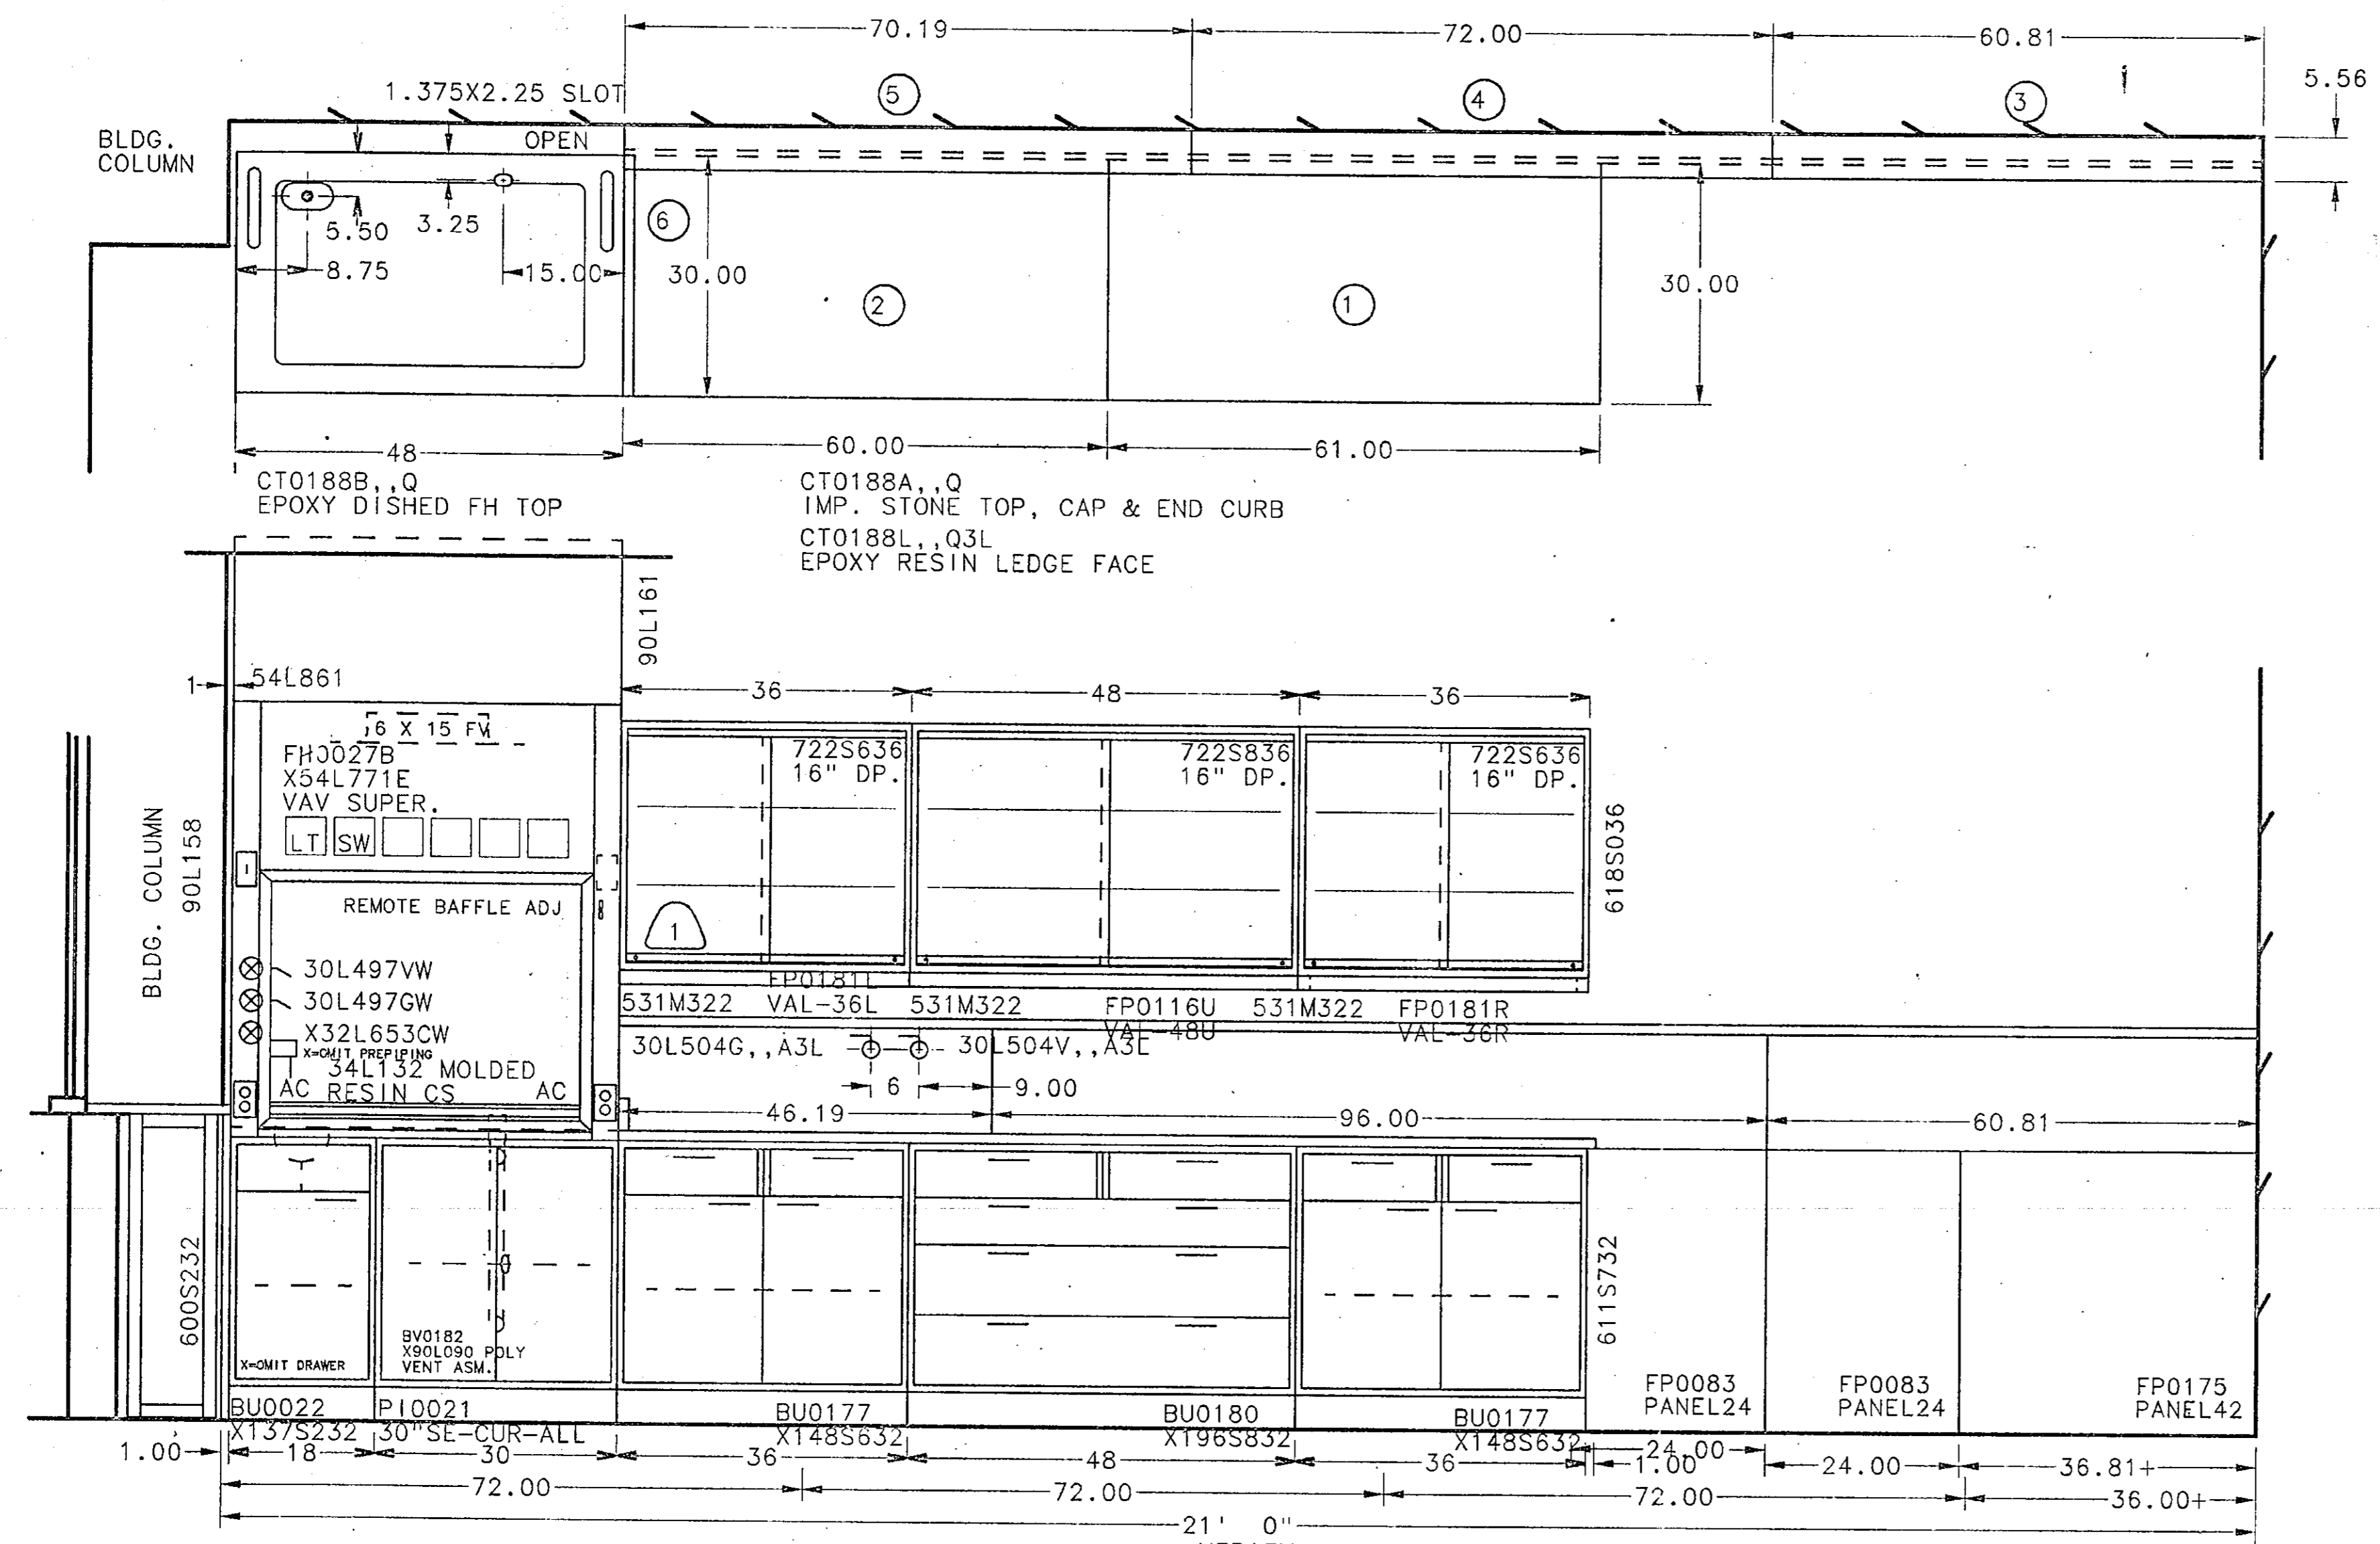 70.19
72.00
60.81
5.56
1.375X2.25 SLOT
5
4
3
BLDG.
COLUMN
OPEN
6
5.50
3.25
8.75
15.00
30.00
30.00
2
1
48
60.00
61.00
CT0188B,,Q
EPOXY DISHED FH TOP
CT0188A,,Q
IMP. STONE TOP, CAP & END CURB
CT0188L,,Q3L
EPOXY RESIN LEDGE FACE
90L161
1
54L861
36
48
36
6 X 15 FV
FH0027B
X54L771E
VAV SUPER.
LT
SW
722S636
16" DP.
722S836
16" DP.
722S636
16" DP.
618S036
BLDG. COLUMN
90L158
REMOTE BAFFLE ADJ
1
30L497VW
30L497GW
X32L653CW
X=OMIT PREPIPING
34L132 MOLDED
AC RESIN CS AC
531M322
FP0181L
VAL-36L
531M322
FP0116U
VAL-48U
531M322
FP0181R
VAL-36R
30L504G,,A3L
30L504V,,A3L
6
9.00
46.19
96.00
60.81
600S232
X=OMIT DRAWER
BV0182
X90L090 POLY
VENT ASM.
611S732
BU0022
X137S232
PI0021
30"SE-CUR-ALL
BU0177
X148S632
BU0180
X196S832
BU0177
X148S632
FP0083
PANEL24
FP0083
PANEL24
FP0175
PANEL42
1.00
18
30
36
48
36
24.00
1.00
24.00
36.81+
72.00
72.00
72.00
36.00+
21' 0"